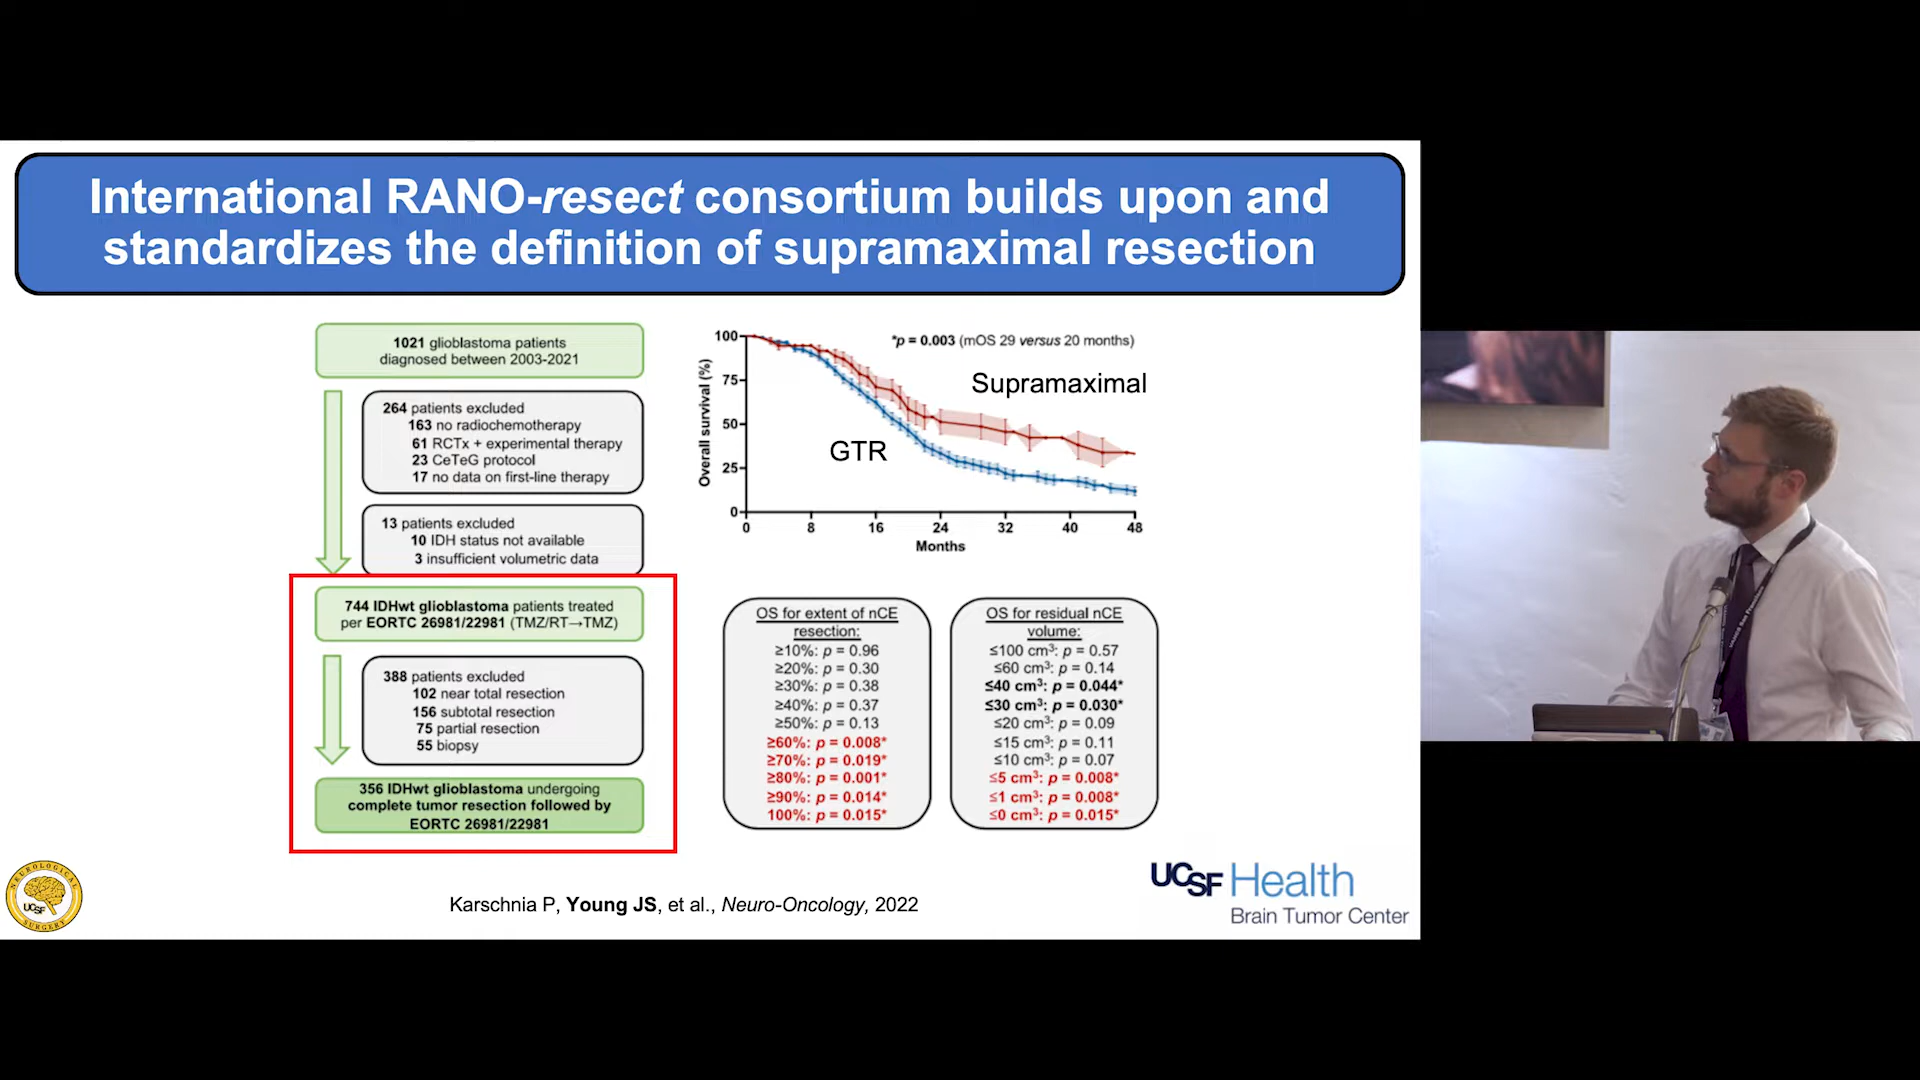 International RANO-resect consortium builds upon and
standardizes the definition of supramaximal resection
1021 glioblastoma patients
diagnosed between 2003-2021
264 patients excluded
163 no radiochemotherapy
61 RCTx + experimental therapy
23 CeTeG protocol
17 no data on first-line therapy
13 patients excluded
10 IDH status not available
3 insufficient volumetric data
744 IDHwt glioblastoma patients treated
per EORTC 26981/22981 (TMZ/RT→TMZ)
388 patients excluded
102 near total resection
156 subtotal resection
75 partial resection
55 biopsy
356 IDHwt glioblastoma undergoing
complete tumor resection followed by
EORTC 26981/22981
*p = 0.003 (mOS 29 versus 20 months)
Supramaximal
GTR
Overall survival (%)
100
75
50
25
0
0 8 16 24 32 40 48
Months
OS for extent of nCE
resection:
≥10%: p = 0.96
≥20%: p = 0.30
≥30%: p = 0.38
≥40%: p = 0.37
≥50%: p = 0.13
≥60%: p = 0.008*
≥70%: p = 0.019*
≥80%: p = 0.001*
≥90%: p = 0.014*
100%: p = 0.015*
OS for residual nCE
volume:
≤100 cm³: p = 0.57
≤60 cm³: p = 0.14
≤40 cm³: p = 0.044*
≤30 cm³: p = 0.030*
≤20 cm³: p = 0.09
≤15 cm³: p = 0.11
≤10 cm³: p = 0.07
≤5 cm³: p = 0.008*
≤1 cm³: p = 0.008*
≤0 cm³: p = 0.015*
NEUROLOGICAL
UCSF
SURGERY
Karschnia P, Young JS, et al., Neuro-Oncology, 2022
UCSF Health
Brain Tumor Center